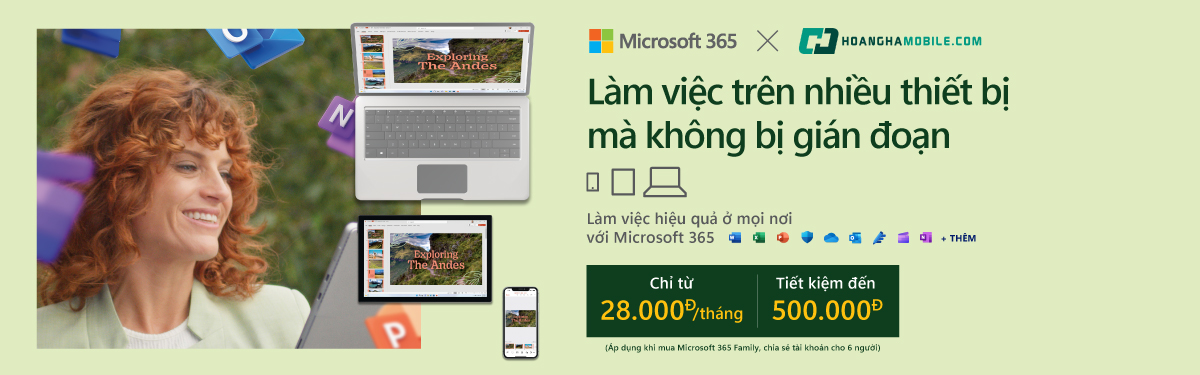 Microsoft 365
HOANGHAMOBILE.COM
Làm việc trên nhiều thiết bị
mà không bị gián đoạn
Làm việc hiệu quả ở mọi nơi
với Microsoft 365
+ THÊM
Chỉ từ
28.000Đ/tháng
Tiết kiệm đến
500.000Đ
(Áp dụng khi mua Microsoft 365 Family, chia sẻ tài khoản cho 6 người)
O
N
P
Exploring
The Andes
Exploring
The Andes